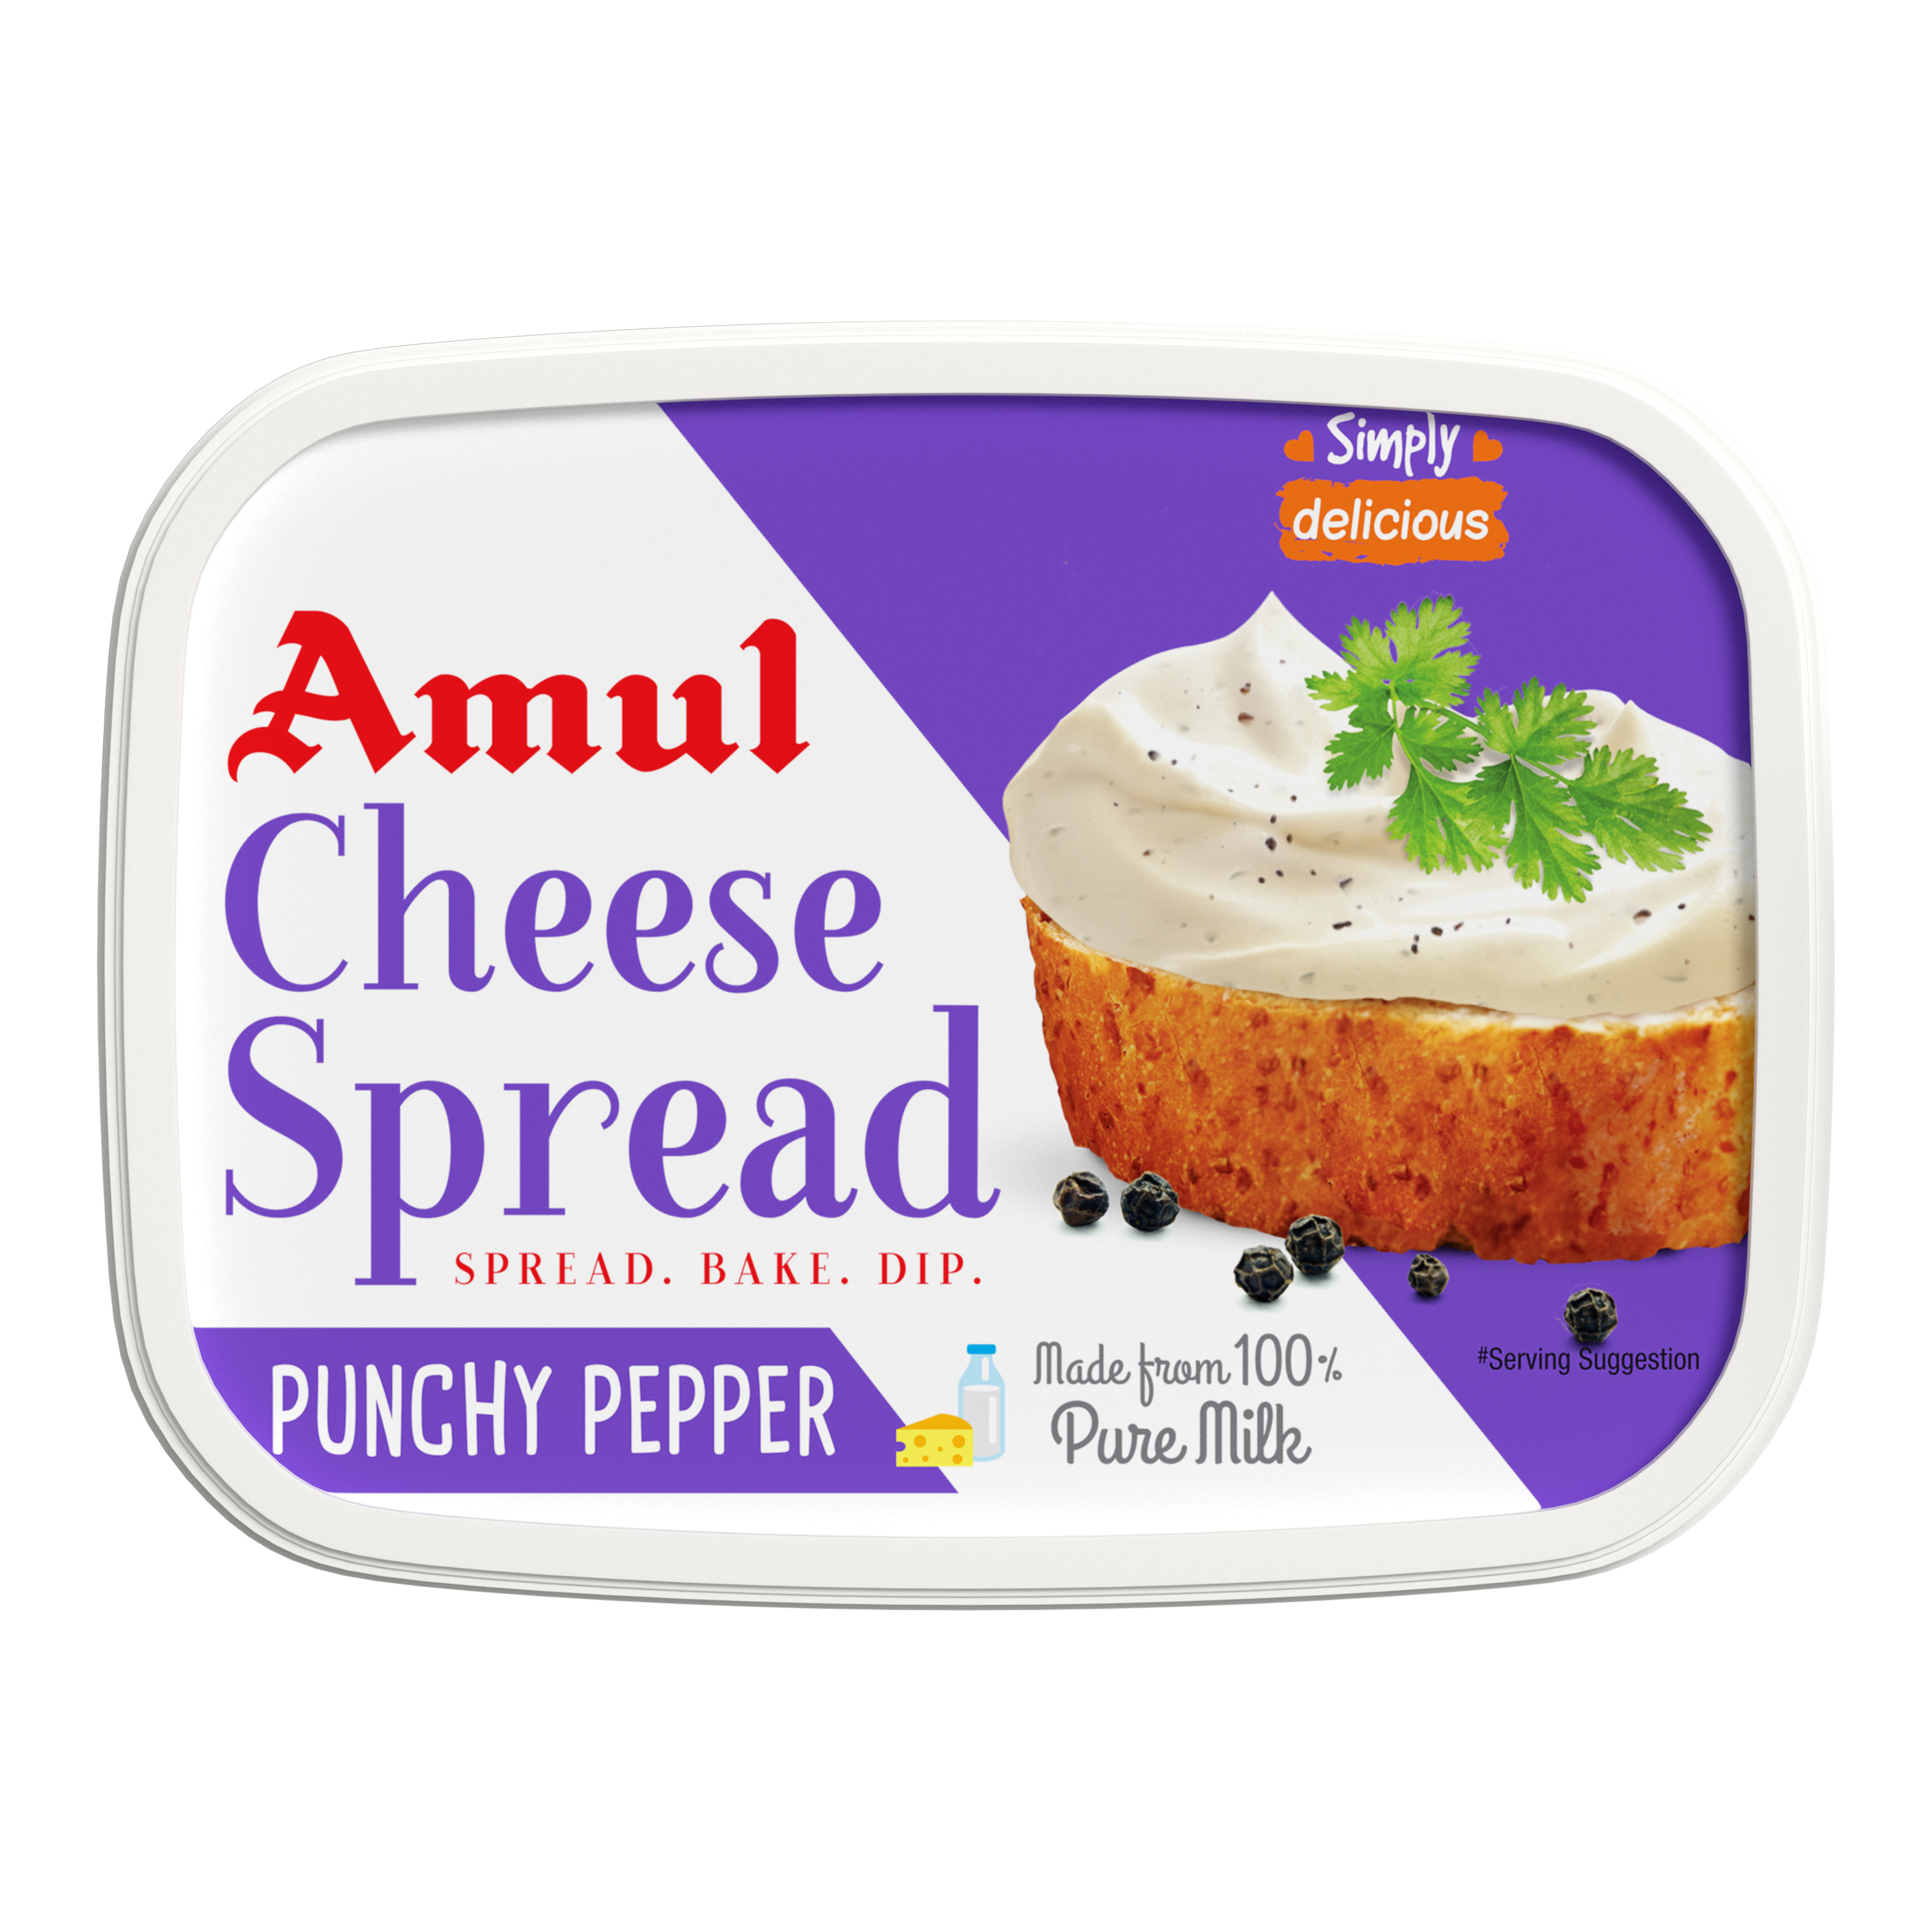 Simply
delicious
Amul
Cheese
Spread
SPREAD. BAKE. DIP.
PUNCHY PEPPER
Made from 100%
Pure Milk
#Serving Suggestion